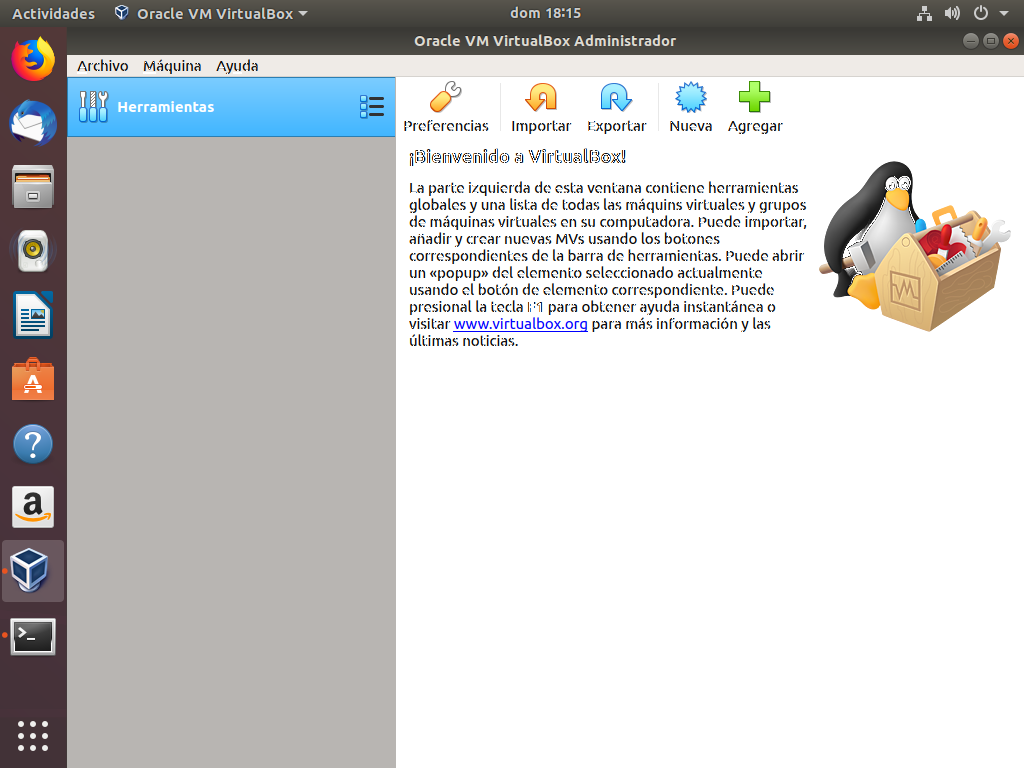 Actividades Oracle VM VirtualBox dom 18:15
Oracle VM VirtualBox Administrador
Archivo Máquina Ayuda
Herramientas
Preferencias Importar Exportar Nueva Agregar
¡Bienvenido a VirtualBox!
La parte izquierda de esta ventana contiene herramientas
globales y una lista de todas las máquins virtuales y grupos
de máquinas virtuales en su computadora. Puede importar,
añadir y crear nuevas MVs usando los botones
correspondientes de la barra de herramientas. Puede abrir
un «popup» del elemento seleccionado actualmente
usando el botón de elemento correspondiente. Puede
presional la tecla F1 para obtener ayuda instantánea o
visitar www.virtualbox.org para más información y las
últimas noticias.